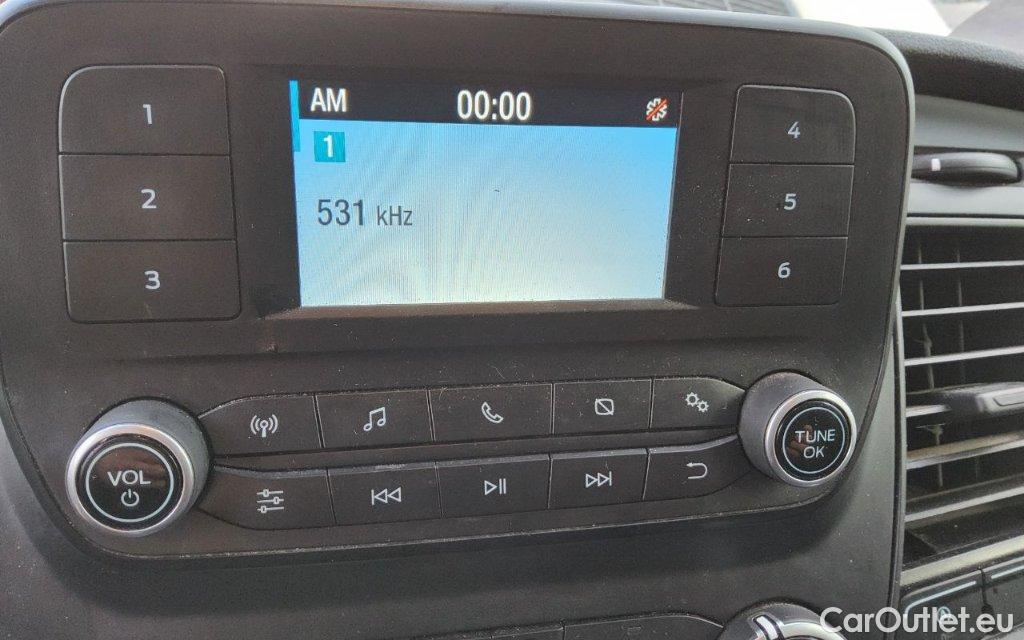 AM 00:00
1
531 kHz
1
2
3
4
5
6
VOL
TUNE
OK
CarOutlet.eu